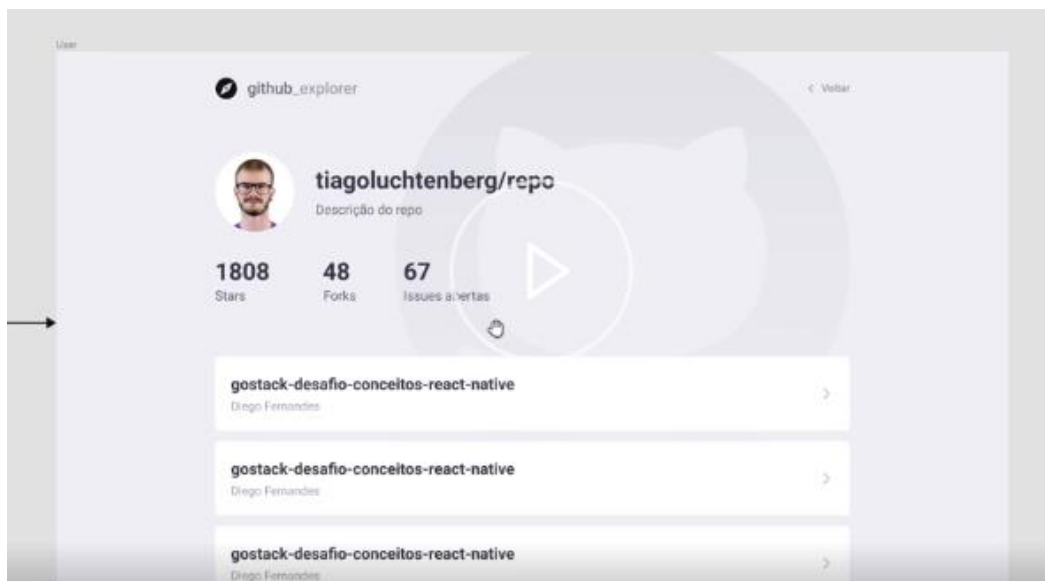 User
github_explorer
Voltar
tiagoluchtenberg/repo
Descrição do repo
1808
48
67
Stars
Forks
Issues abertas
gostack-desafio-conceitos-react-native
Diego Fernandes
gostack-desafio-conceitos-react-native
Diego Fernandes
gostack-desafio-conceitos-react-native
Diego Fernandes